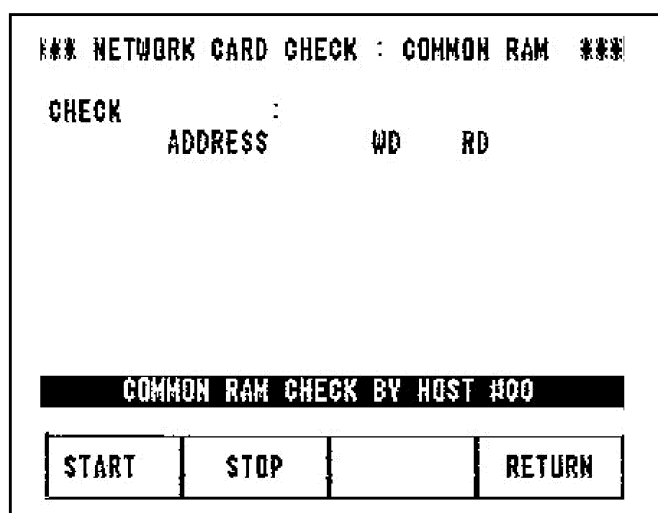 *** NETWORK CARD CHECK : COMMON RAM ***
CHECK :
ADDRESS WD RD
COMMON RAM CHECK BY HOST #00
START STOP RETURN